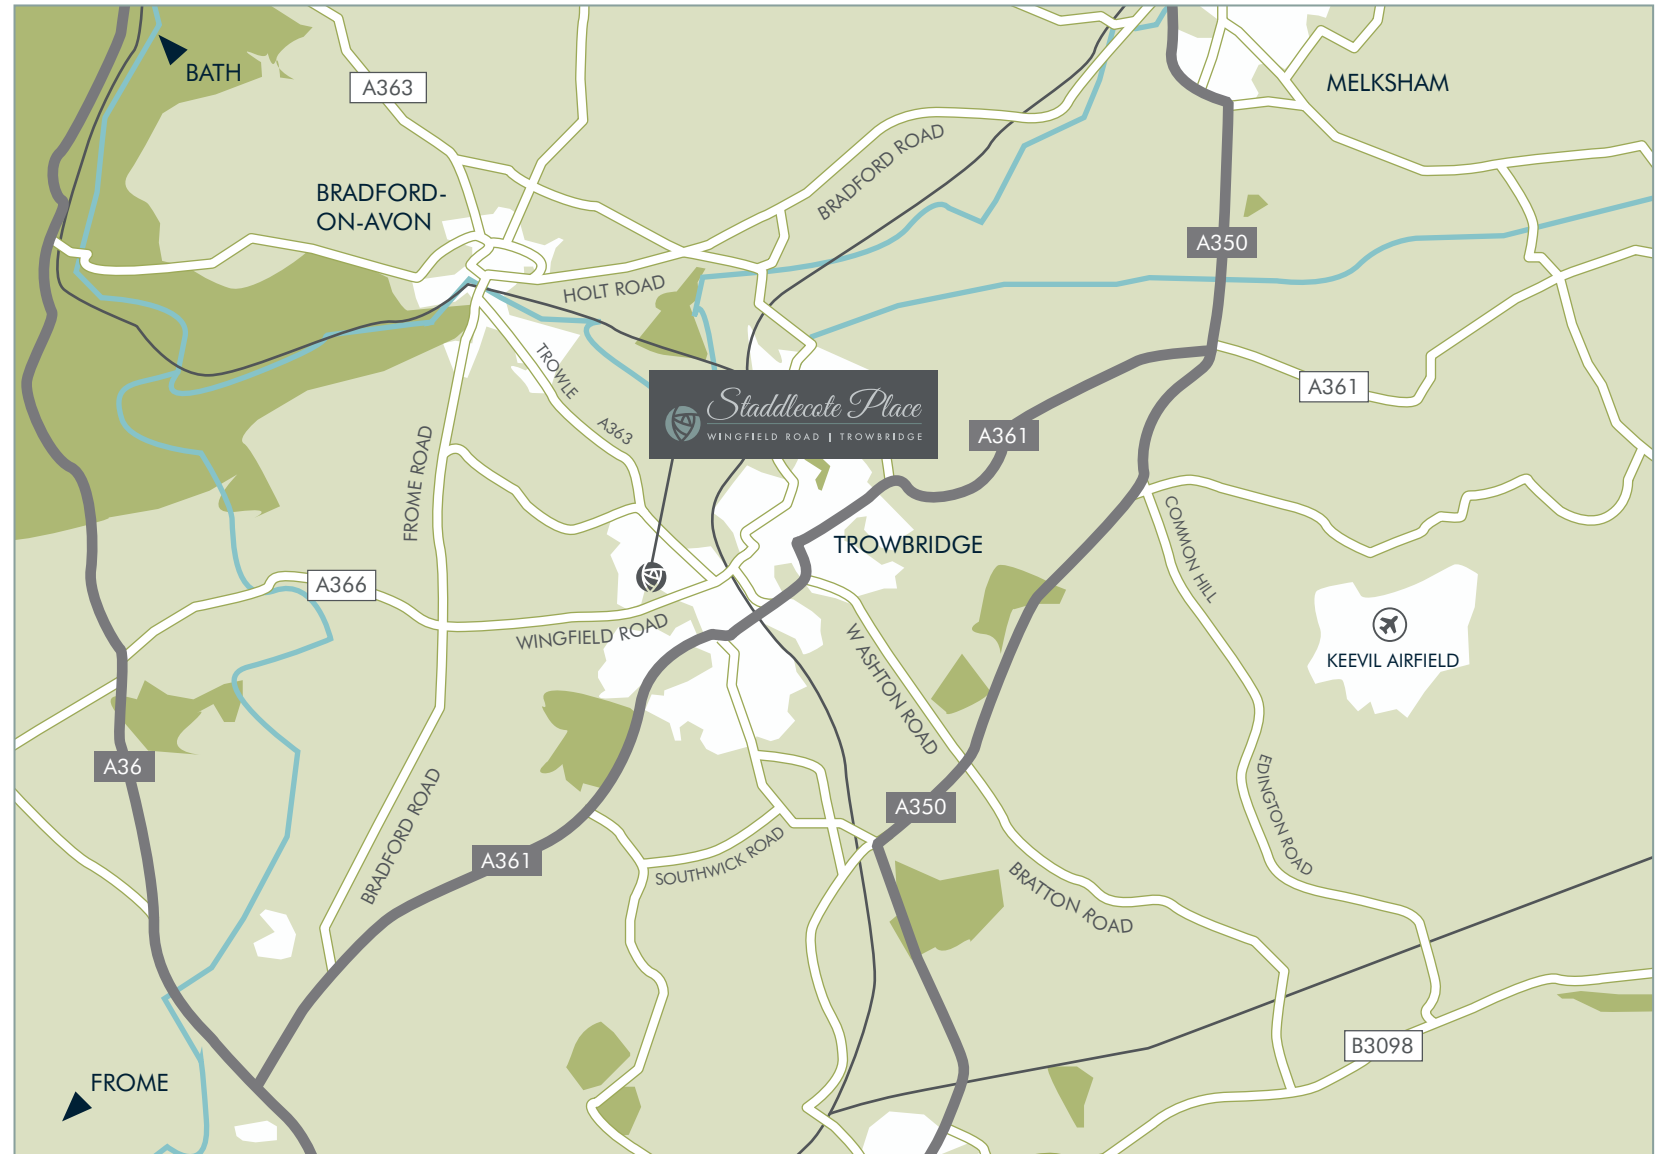 BATH
A363
MELKSHAM
BRADFORD ROAD
BRADFORD-
ON-AVON
A350
HOLT ROAD
TROWLE
A363
A361
Staddlecote Place
WINGFIELD ROAD | TROWBRIDGE
A361
FROME ROAD
COMMON HILL
TROWBRIDGE
A366
WINGFIELD ROAD
W ASHTON ROAD
KEEVIL AIRFIELD
A36
A350
EDINGTON ROAD
BRADFORD ROAD
A361
SOUTHWICK ROAD
BRATTON ROAD
B3098
FROME